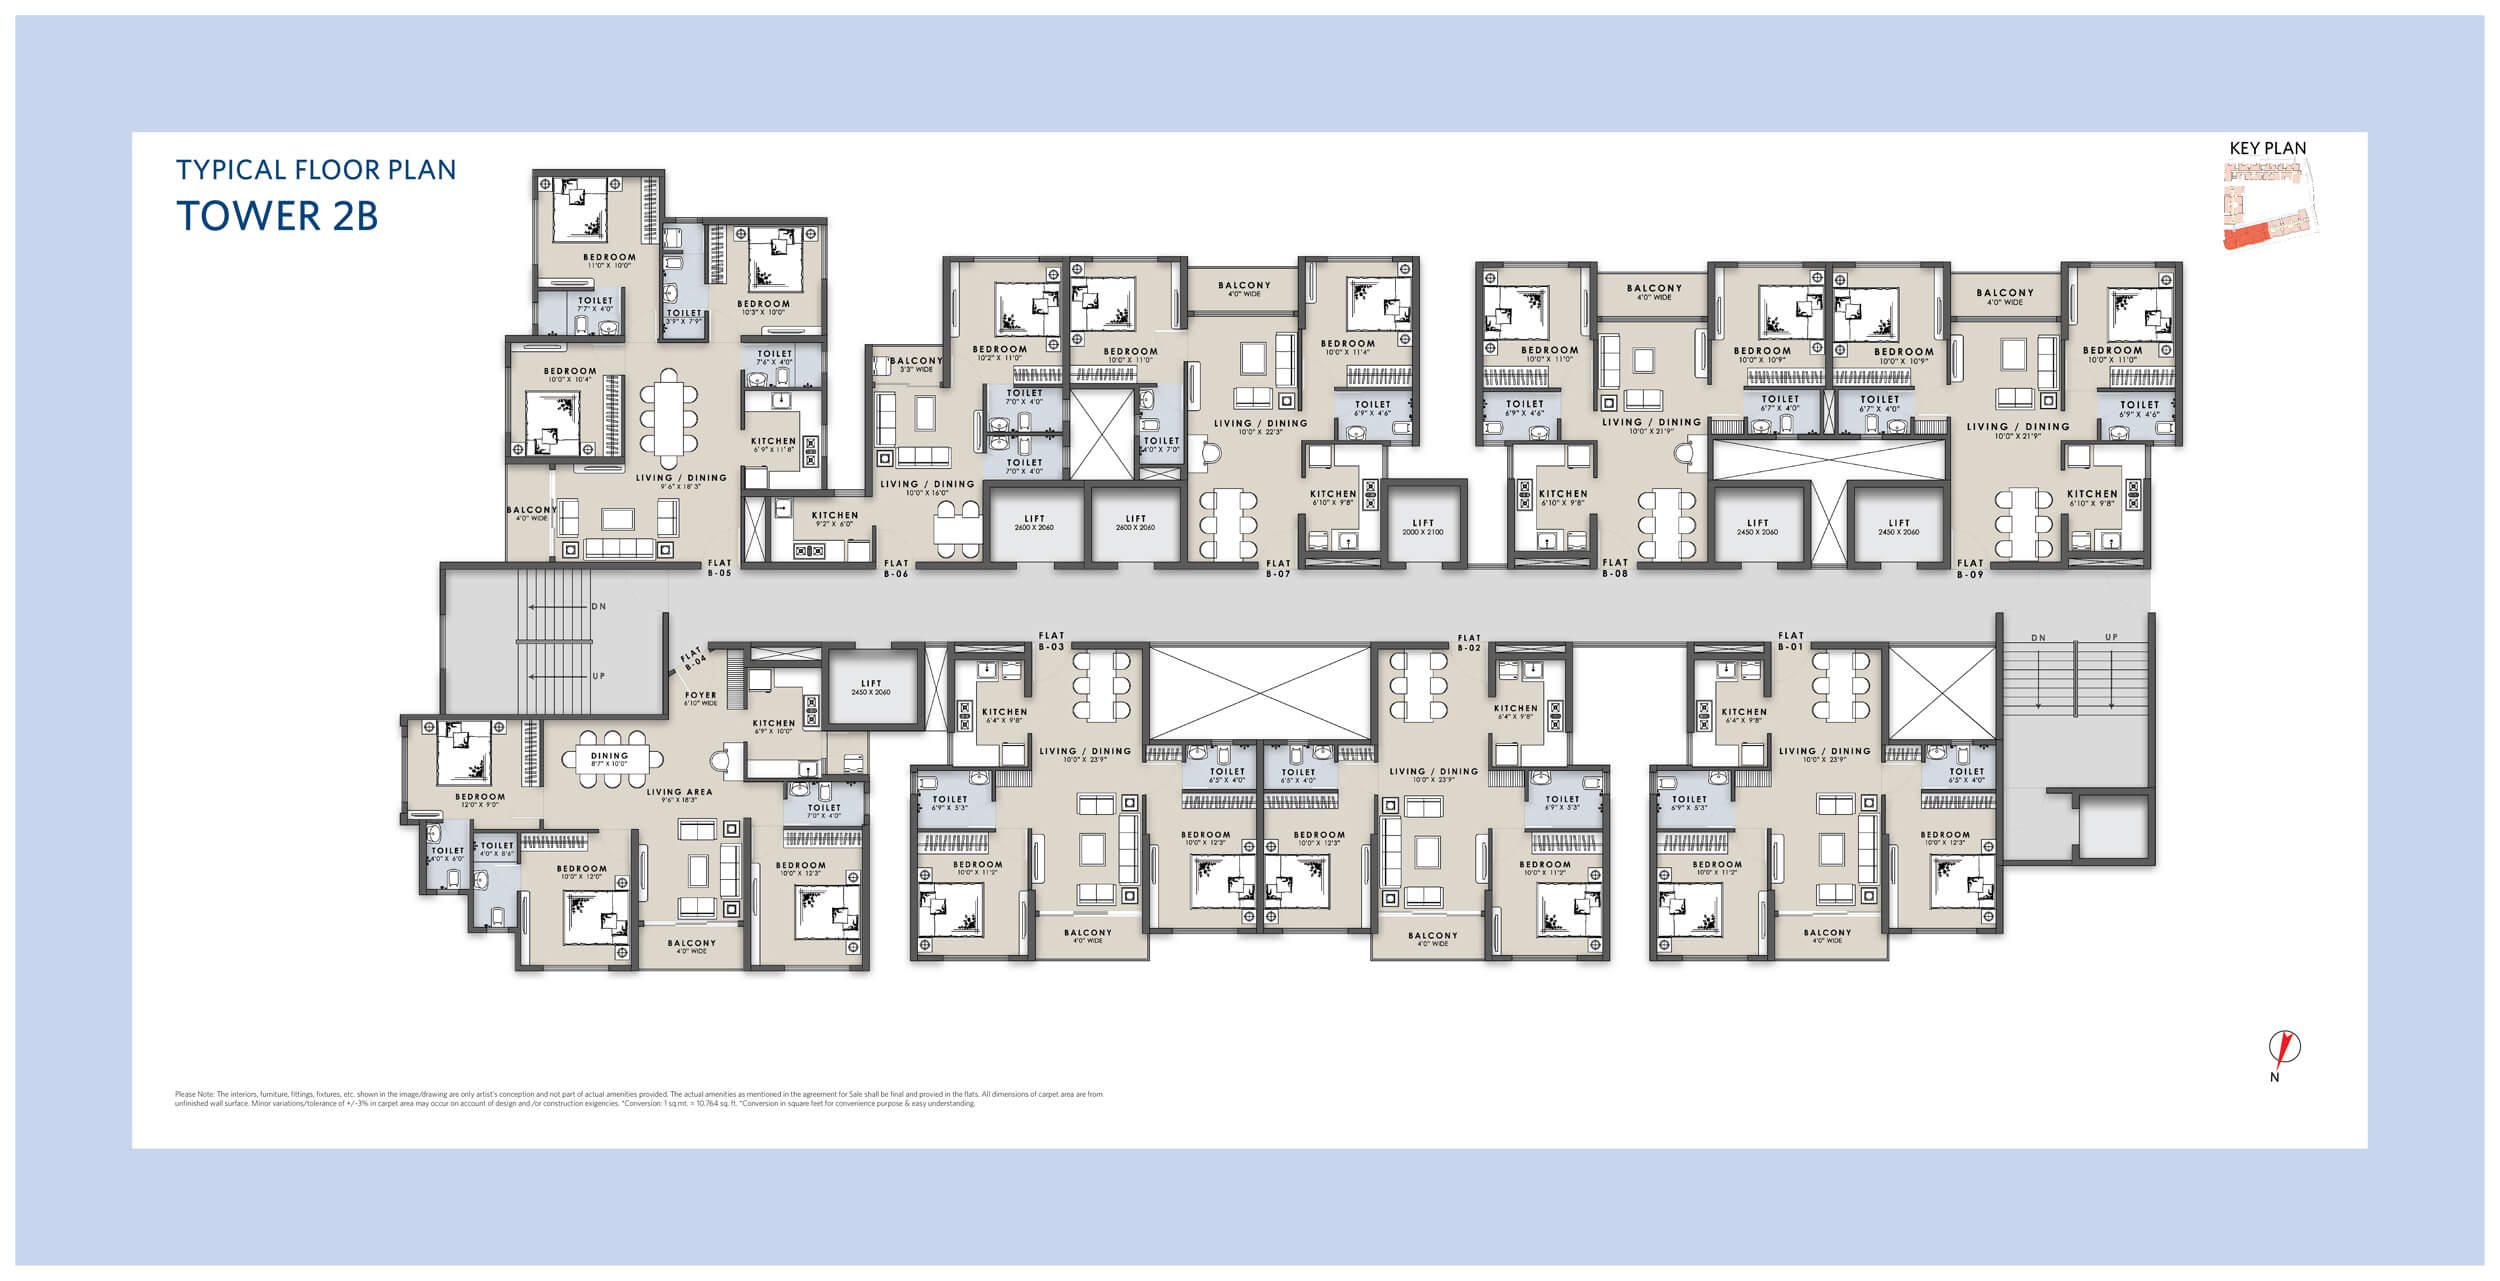 TYPICAL FLOOR PLAN
TOWER 2B
KEY PLAN
BEDROOM
11'0" X 10'0"
TOILET
7'7" X 4'0"
TOILET
3'9" X 7'9"
BEDROOM
10'3" X 10'0"
BEDROOM
10'0" X 10'4"
TOILET
7'6" X 4'0"
KITCHEN
6'9" X 11'8"
LIVING / DINING
9'6" X 18'3"
BALCONY
4'0" WIDE
FLAT
B-05
KITCHEN
9'2" X 6'0"
BALCONY
3'3" WIDE
BEDROOM
10'2" X 11'0"
TOILET
7'0" X 4'0"
TOILET
7'0" X 4'0"
LIVING / DINING
10'0" X 16'0"
FLAT
B-06
LIFT
2600 X 2060
LIFT
2600 X 2060
BEDROOM
10'0" X 11'0"
TOILET
4'0" X 7'0"
BALCONY
4'0" WIDE
BEDROOM
10'0" X 11'4"
TOILET
6'9" X 4'6"
LIVING / DINING
10'0" X 22'3"
KITCHEN
6'10" X 9'8"
FLAT
B-07
LIFT
2000 X 2100
BEDROOM
10'0" X 11'0"
TOILET
6'9" X 4'6"
BALCONY
4'0" WIDE
BEDROOM
10'0" X 10'9"
TOILET
6'7" X 4'0"
LIVING / DINING
10'0" X 21'9"
KITCHEN
6'10" X 9'8"
FLAT
B-08
LIFT
2450 X 2060
LIFT
2450 X 2060
BEDROOM
10'0" X 10'9"
TOILET
6'7" X 4'0"
BALCONY
4'0" WIDE
BEDROOM
10'0" X 11'0"
TOILET
6'9" X 4'6"
LIVING / DINING
10'0" X 21'9"
KITCHEN
6'10" X 9'8"
FLAT
B-09
DN
UP
FLAT
B-04
FOYER
6'10" WIDE
KITCHEN
6'9" X 10'0"
LIFT
2450 X 2060
DINING
8'7" X 10'0"
LIVING AREA
9'6" X 18'3"
BEDROOM
12'0" X 9'0"
TOILET
4'0" X 6'0"
TOILET
4'0" X 8'6"
BEDROOM
10'0" X 12'0"
TOILET
7'0" X 4'0"
BEDROOM
10'0" X 12'3"
BALCONY
4'0" WIDE
FLAT
B-03
KITCHEN
6'4" X 9'8"
LIVING / DINING
10'0" X 23'9"
TOILET
6'9" X 5'3"
BEDROOM
10'0" X 11'2"
TOILET
6'5" X 4'0"
BEDROOM
10'0" X 12'3"
BALCONY
4'0" WIDE
FLAT
B-02
KITCHEN
6'4" X 9'8"
LIVING / DINING
10'0" X 23'9"
TOILET
6'5" X 4'0"
BEDROOM
10'0" X 12'3"
TOILET
6'9" X 5'3"
BEDROOM
10'0" X 11'2"
BALCONY
4'0" WIDE
FLAT
B-01
KITCHEN
6'4" X 9'8"
LIVING / DINING
10'0" X 23'9"
TOILET
6'9" X 5'3"
BEDROOM
10'0" X 11'2"
TOILET
6'5" X 4'0"
BEDROOM
10'0" X 12'3"
BALCONY
4'0" WIDE
DN
UP
N
Please Note: The interiors, furniture, fittings, fixtures, etc. shown in the image/drawing are only artist's conception and not part of actual amenities provided. The actual amenities as mentioned in the agreement for Sale shall be final and provied in the flats. All dimensions of carpet area are from
unfinished wall surface. Minor variations/tolerance of +/-3% in carpet area may occur on account of design and /or construction exigencies. *Conversion: 1 sq.mt. = 10.764 sq. ft. *Conversion in square feet for convenience purpose & easy understanding.